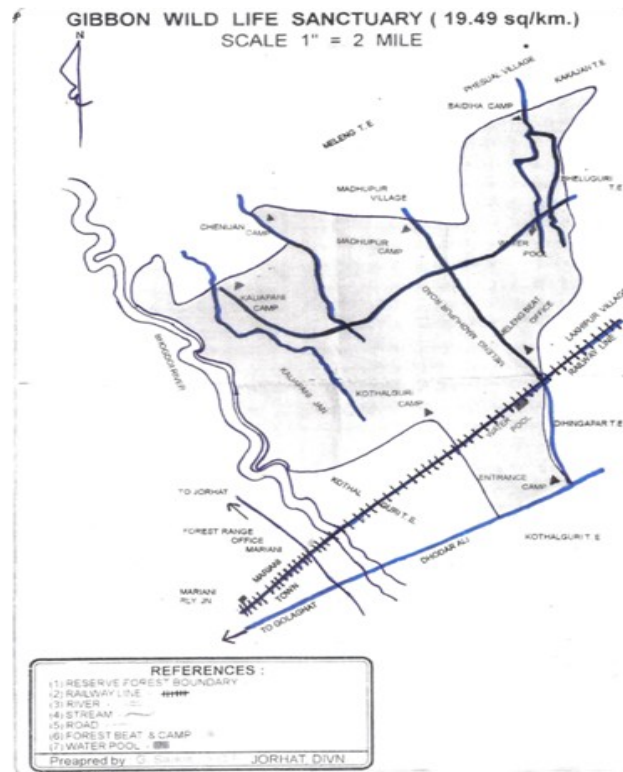 GIBBON WILD LIFE SANCTUARY ( 19.49 sq/km.)
SCALE 1" = 2 MILE
N
PHESUAL VILLAGE
KAKAJAN T.E
BAIDIHA CAMP
MELENG T.E.
BHELUGURI T.E
MADHUPUR VILLAGE
CHENIJAN CAMP
MADHUPUR CAMP
WATER POOL
KALIAPANI CAMP
MELENG MADHUPUR ROAD
MELENG BEAT OFFICE
LAKHIPUR VILLAGE
RAILWAY LINE
BHOGDOI RIVER
KALIAPANI JAN
KOTHALGURI CAMP
WATER POOL
DIHINGAPAR T.E
KOTHALGURI T.E.
ENTRANCE CAMP
TO JORHAT
FOREST RANGE OFFICE MARIANI
KOTHALGURI T.E
DHODAR ALI
MARIANI TOWN
MARIANI RLY JN
TO GOLAGHAT
REFERENCES :
(1) RESERVE FOREST BOUNDARY
(2) RAILWAY LINE
(3) RIVER
(4) STREAM
(5) ROAD
(6) FOREST BEAT & CAMP
(7) WATER POOL
Preapred by JORHAT DIVN